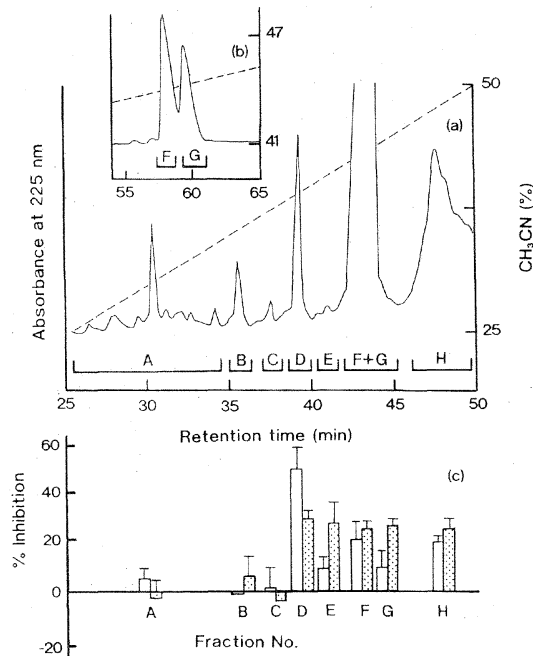 47
(b)
41
F G
55 60 65
50
(a)
25
Absorbance at 225 nm
CH₃CN (%)
A B C D E F+G H
25 30 35 40 45 50
Retention time (min)
60
40
20
0
-20
% Inhibition
(c)
A B C D E F G H
Fraction No.